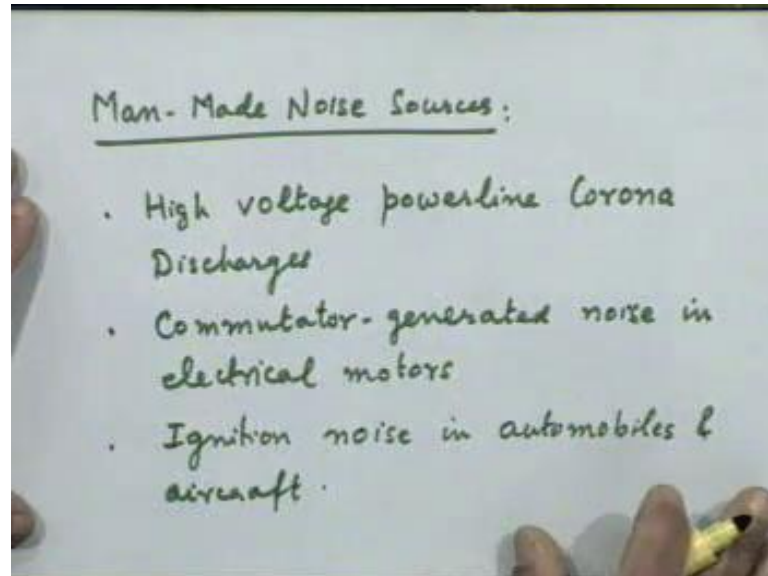 Man-Made Noise Sources:
. High voltage powerline Corona
Discharges
. Commutator-generated noise in
electrical motors
. Ignition noise in automobiles &
aircraft.